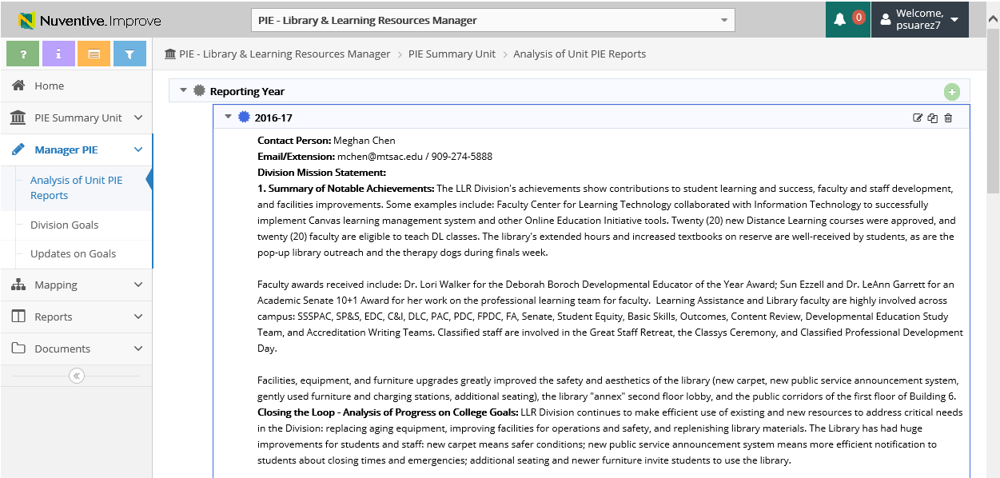 Nuventive.Improve
PIE - Library & Learning Resources Manager
0
Welcome,
psuarez7
?
i
PIE - Library & Learning Resources Manager > PIE Summary Unit > Analysis of Unit PIE Reports
Home
PIE Summary Unit
Manager PIE
Analysis of Unit PIE
Reports
Division Goals
Updates on Goals
Mapping
Reports
Documents
Reporting Year
2016-17
Contact Person: Meghan Chen
Email/Extension: mchen@mtsac.edu / 909-274-5888
Division Mission Statement:
1. Summary of Notable Achievements: The LLR Division's achievements show contributions to student learning and success, faculty and staff development,
and facilities improvements. Some examples include: Faculty Center for Learning Technology collaborated with Information Technology to successfully
implement Canvas learning management system and other Online Education Initiative tools. Twenty (20) new Distance Learning courses were approved, and
twenty (20) faculty are eligible to teach DL classes. The library's extended hours and increased textbooks on reserve are well-received by students, as are the
pop-up library outreach and the therapy dogs during finals week.
Faculty awards received include: Dr. Lori Walker for the Deborah Boroch Developmental Educator of the Year Award; Sun Ezzell and Dr. LeAnn Garrett for an
Academic Senate 10+1 Award for her work on the professional learning team for faculty.  Learning Assistance and Library faculty are highly involved across
campus: SSSPAC, SP&S, EDC, C&I, DLC, PAC, PDC, FPDC, FA, Senate, Student Equity, Basic Skills, Outcomes, Content Review, Developmental Education Study
Team, and Accreditation Writing Teams. Classified staff are involved in the Great Staff Retreat, the Classys Ceremony, and Classified Professional Development
Day.
Facilities, equipment, and furniture upgrades greatly improved the safety and aesthetics of the library (new carpet, new public service announcement system,
gently used furniture and charging stations, additional seating), the library "annex" second floor lobby, and the public corridors of the first floor of Building 6.
Closing the Loop - Analysis of Progress on College Goals: LLR Division continues to make efficient use of existing and new resources to address critical needs
in the Division: replacing aging equipment, improving facilities for operations and safety, and replenishing library materials. The Library has had huge
improvements for students and staff: new carpet means safer conditions; new public service announcement system means more efficient notification to
students about closing times and emergencies; additional seating and newer furniture invite students to use the library.